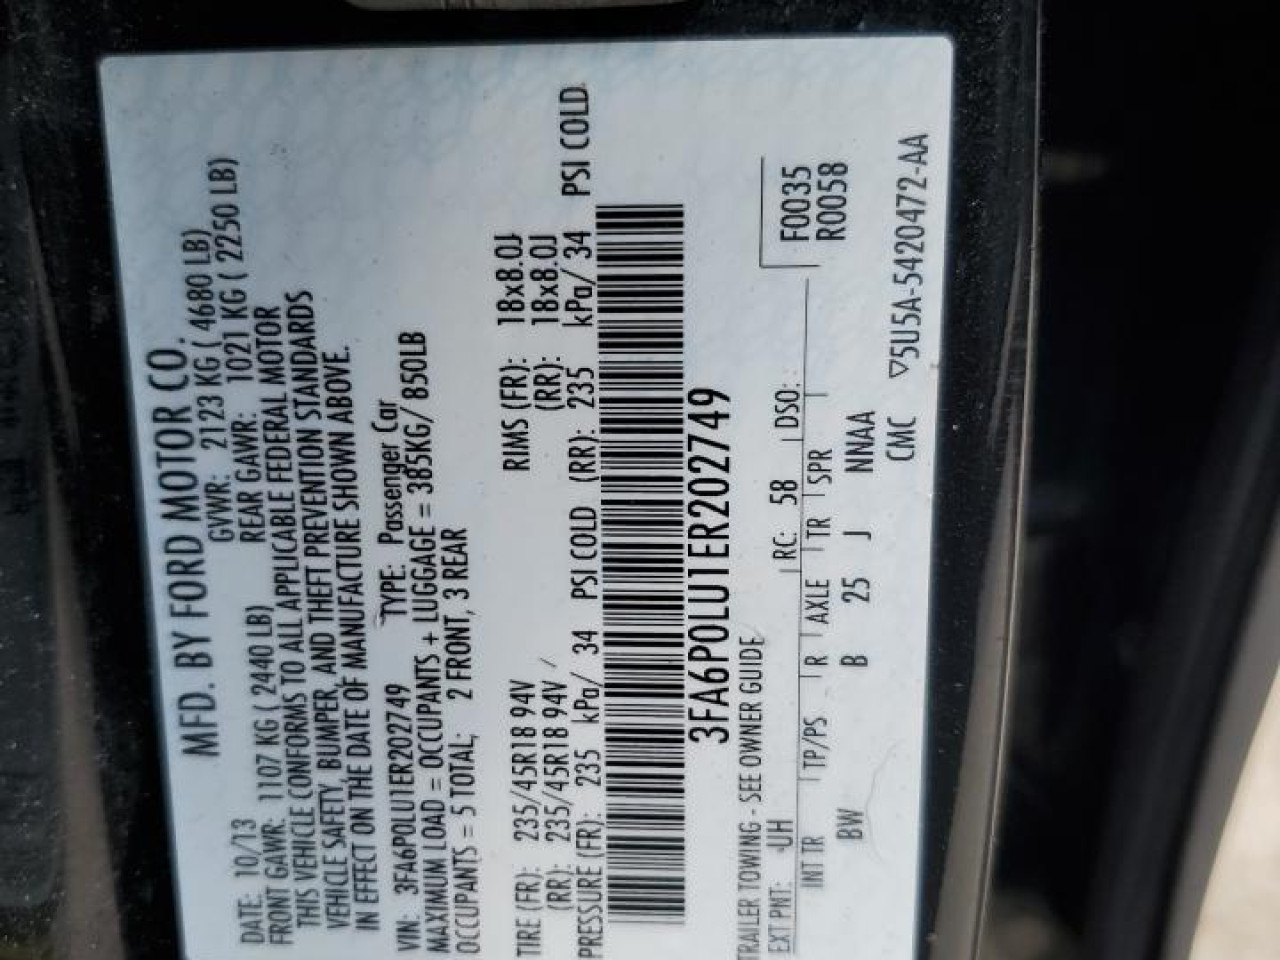 MFD. BY FORD MOTOR CO.
DATE: 10/13 GVWR: 2123 KG ( 4680 LB)
FRONT GAWR: 1107 KG ( 2440 LB) REAR GAWR: 1021 KG ( 2250 LB)
THIS VEHICLE CONFORMS TO ALL APPLICABLE FEDERAL MOTOR
VEHICLE SAFETY, BUMPER, AND THEFT PREVENTION STANDARDS
IN EFFECT ON THE DATE OF MANUFACTURE SHOWN ABOVE.
VIN: 3FA6P0LU1ER202749 TYPE: Passenger Car
MAXIMUM LOAD = OCCUPANTS + LUGGAGE = 385KG/ 850LB
OCCUPANTS = 5 TOTAL; 2 FRONT, 3 REAR
TIRE (FR): 235/45R18 94V RIMS (FR): 18x8.0J
(RR): 235/45R18 94V (RR): 18x8.0J
PRESSURE (FR): 235 kPa/ 34 PSI COLD (RR): 235 kPa/ 34 PSI COLD
3FA6P0LU1ER202749
TRAILER TOWING - SEE OWNER GUIDE
EXT PNT: UH RC: 58 DSO: F0035
R0058
INT TR TP/PS R AXLE TR SPR
BW B 25 J NNAA
CMC ▽5U5A-5420472-AA